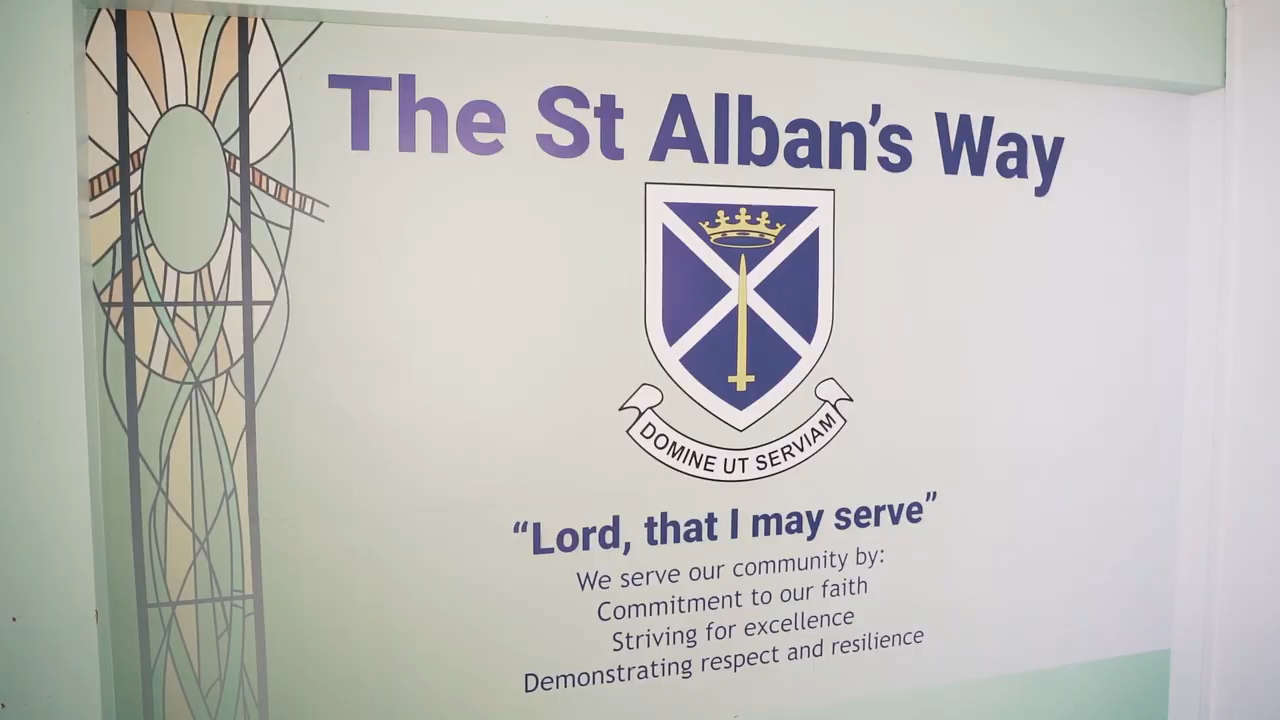 The St Alban’s Way
DOMINE UT SERVIAM
“Lord, that I may serve”
We serve our community by:
Commitment to our faith
Striving for excellence
Demonstrating respect and resilience